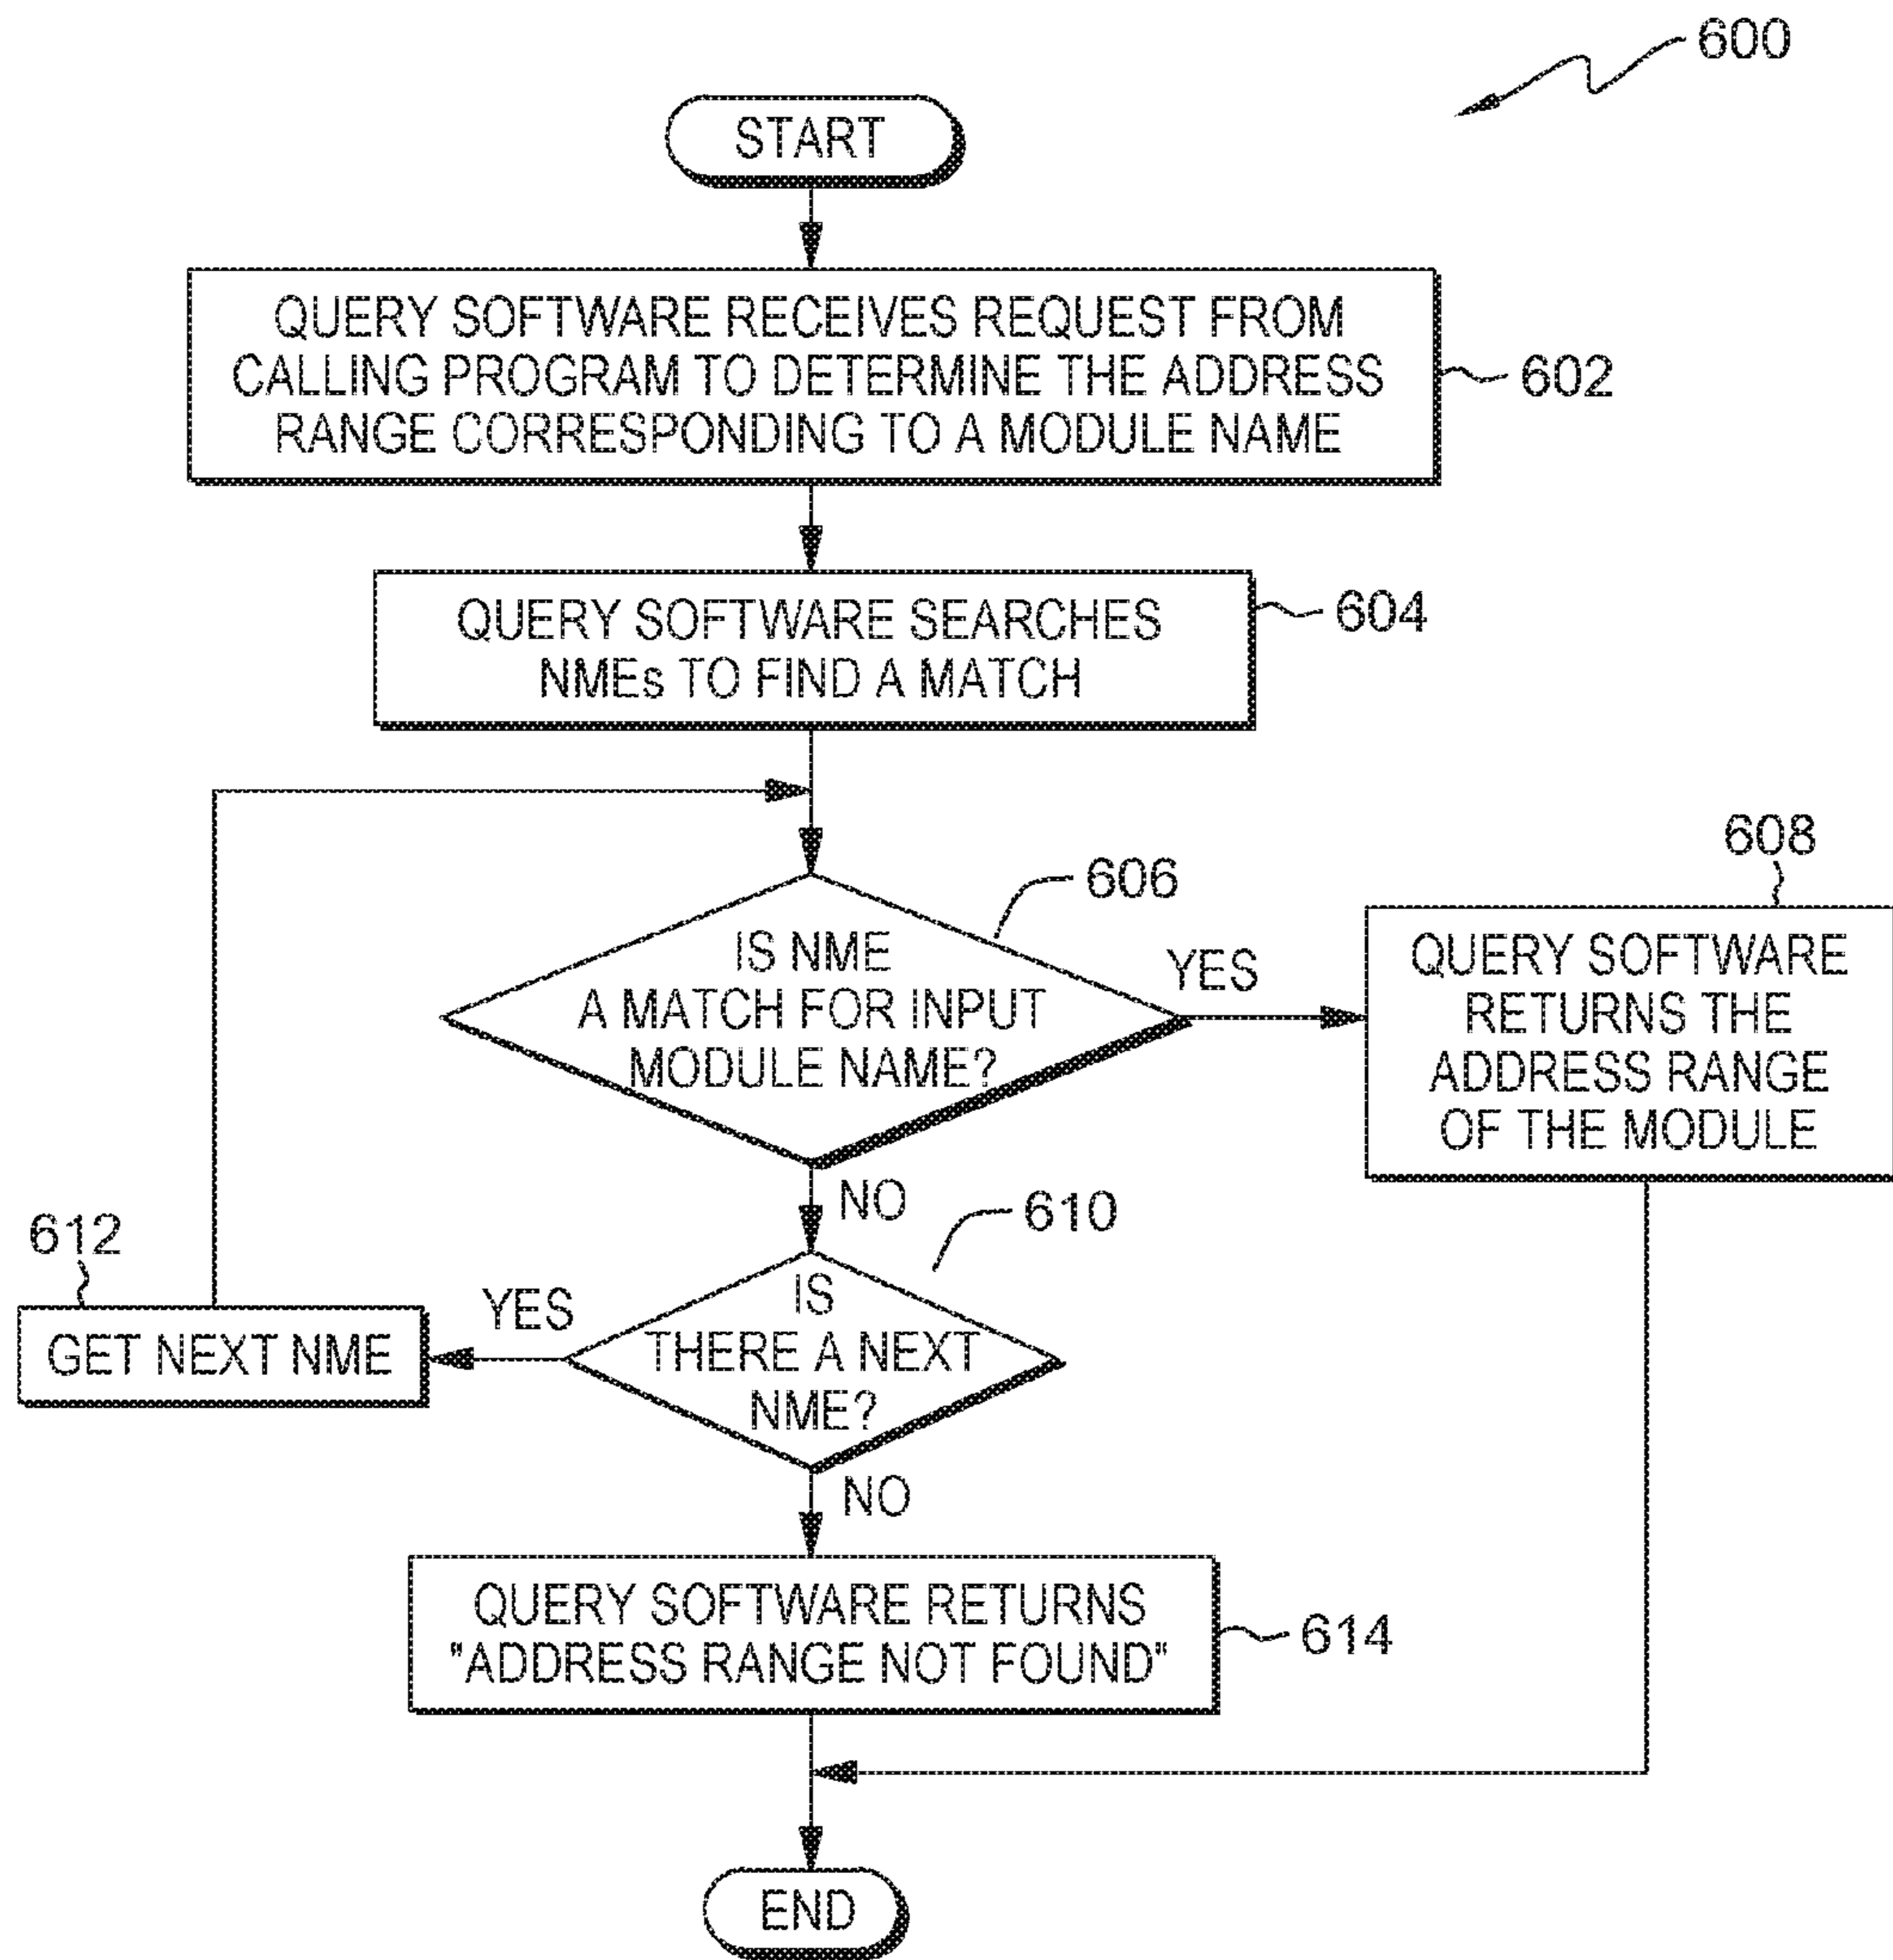 600
START
QUERY SOFTWARE RECEIVES REQUEST FROM
CALLING PROGRAM TO DETERMINE THE ADDRESS
RANGE CORRESPONDING TO A MODULE NAME
602
QUERY SOFTWARE SEARCHES
NMEs TO FIND A MATCH
604
606
IS NME
A MATCH FOR INPUT
MODULE NAME?
YES
608
QUERY SOFTWARE
RETURNS THE
ADDRESS RANGE
OF THE MODULE
NO
610
IS
THERE A NEXT
NME?
YES
612
GET NEXT NME
NO
QUERY SOFTWARE RETURNS
"ADDRESS RANGE NOT FOUND"
614
END